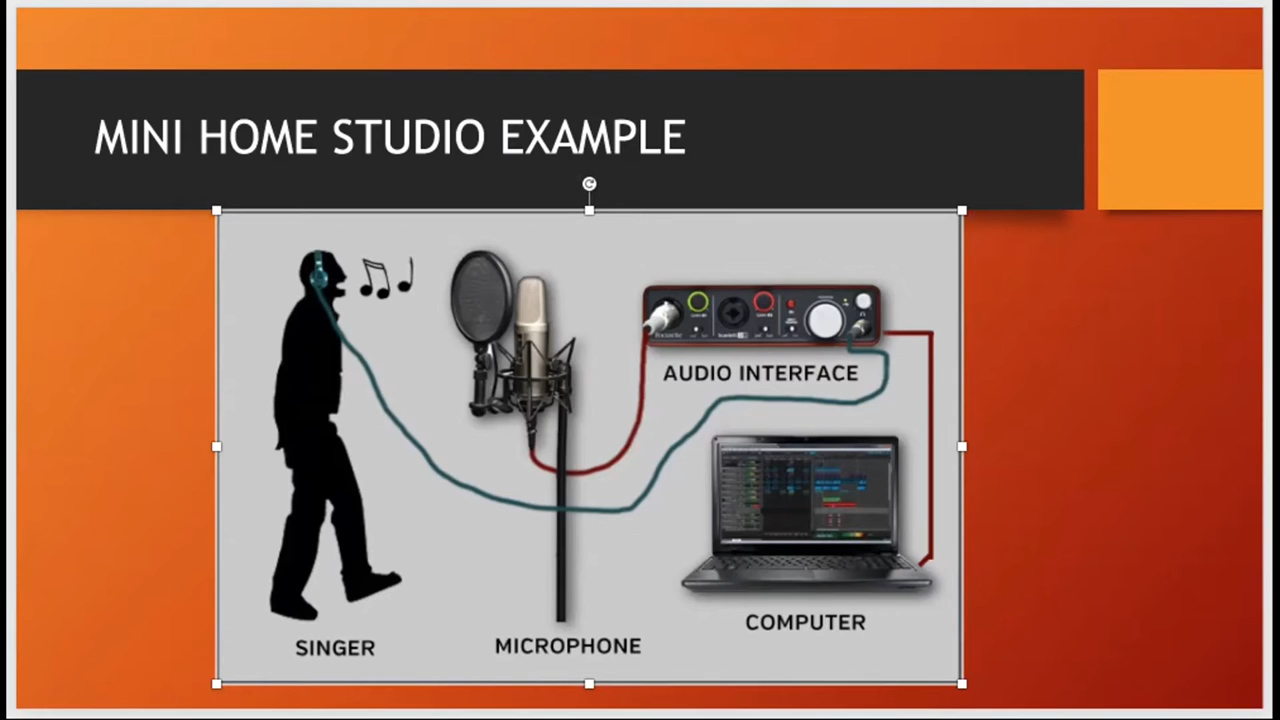 MINI HOME STUDIO EXAMPLE
AUDIO INTERFACE
COMPUTER
SINGER
MICROPHONE